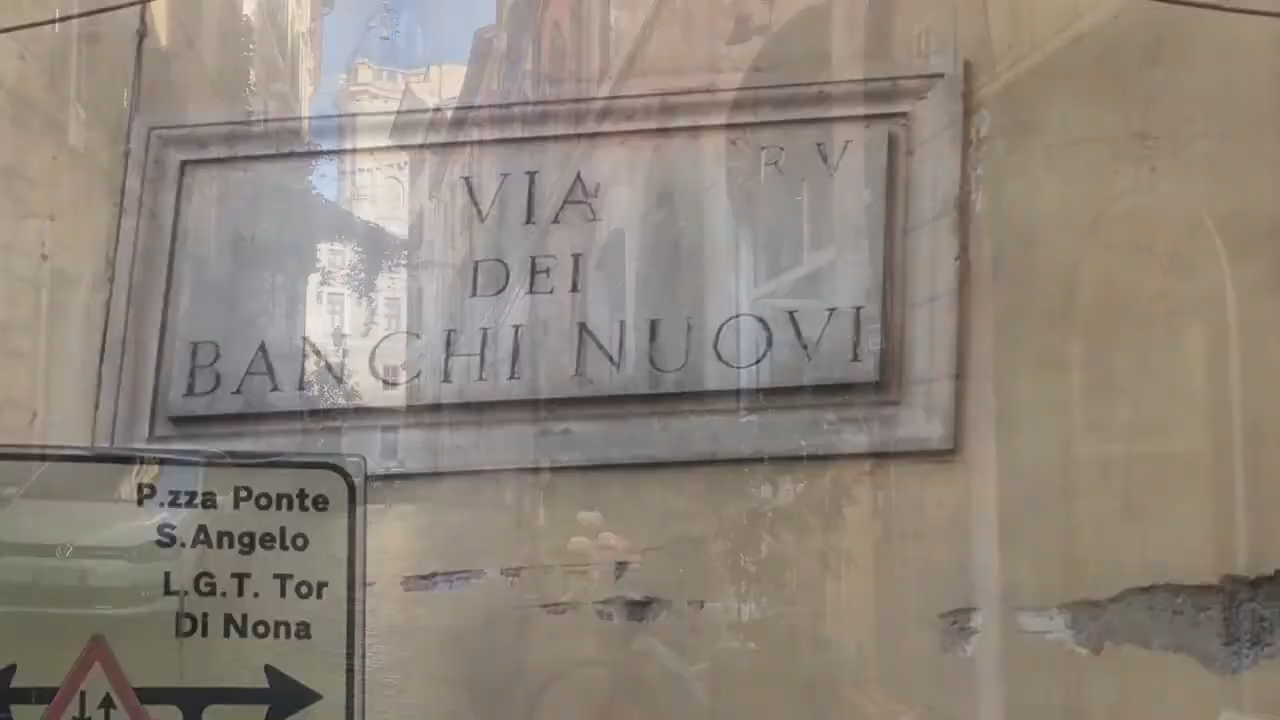 R.V
VIA
DEI
BANCHI NUOVI
P.zza Ponte
S.Angelo
L.G.T. Tor
Di Nona